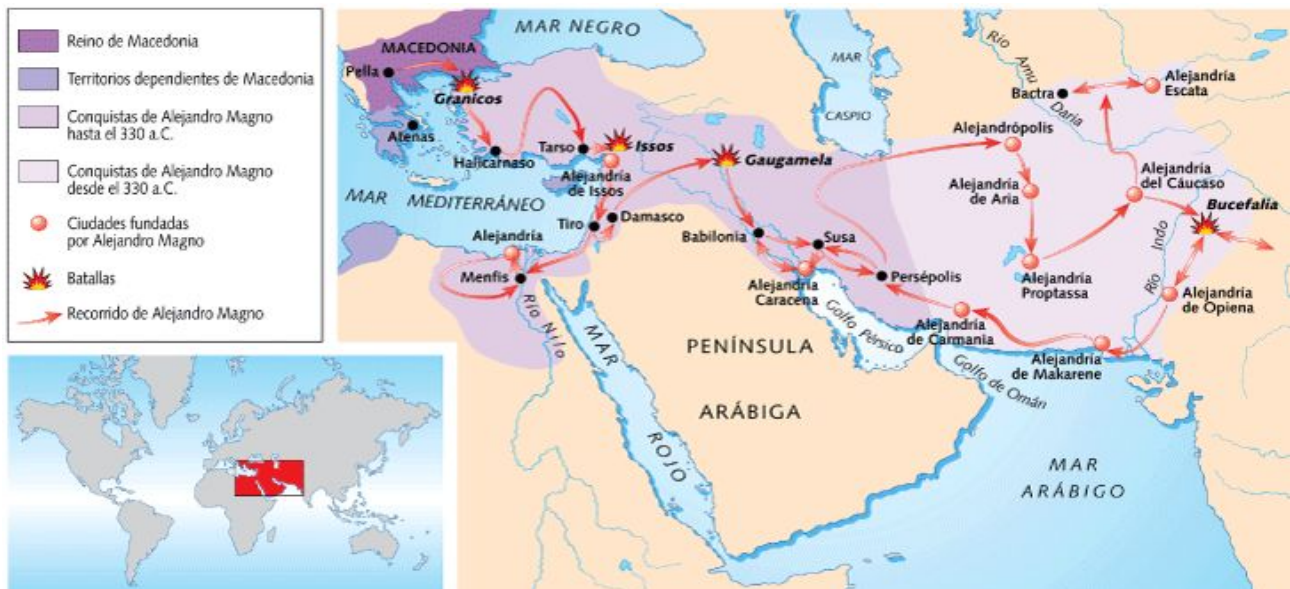 Reino de Macedonia
Territorios dependientes de Macedonia
Conquistas de Alejandro Magno
hasta el 330 a.C.
Conquistas de Alejandro Magno
desde el 330 a.C.
Ciudades fundadas
por Alejandro Magno
Batallas
Recorrido de Alejandro Magno
MAR NEGRO
MACEDONIA
Pella
Granicos
Atenas
Halicarnaso
Tarso
Issos
Alejandría
de Issos
MAR MEDITERRÁNEO
Gaugamela
MAR
CASPIO
Río Amu
Daria
Bactra
Alejandría
Escata
Alejandrópolis
Alejandría
de Aria
Alejandría
del Cáucaso
Bucefalia
Tiro
Damasco
Alejandría
Menfis
Río Nilo
Babilonia
Susa
Alejandría
Caracena
Persépolis
Alejandría
Proptassa
Río Indo
Alejandría
de Opiena
Golfo Pérsico
Alejandría
de Carmania
Alejandría
de Makarene
Golfo de Omán
PENÍNSULA
ARÁBIGA
MAR
ROJO
MAR
ARÁBIGO